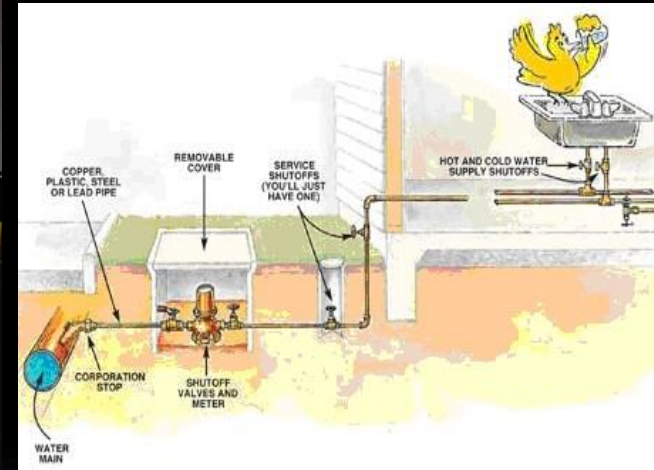 COPPER,
PLASTIC, STEEL
OR LEAD PIPE
REMOVABLE
COVER
SERVICE
SHUTOFFS
(YOU'LL JUST
HAVE ONE)
HOT AND COLD WATER
SUPPLY SHUTOFFS
CORPORATION
STOP
SHUTOFF
VALVES AND
METER
WATER
MAIN